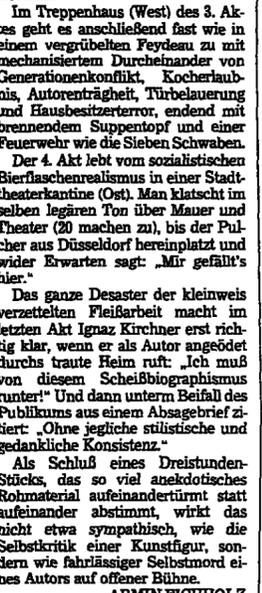 Im Treppenhaus (West) des 3. Ak-
tes geht es anschließend fast wie in
einem vergrübelten Feydeau zu mit
mechanisiertem Durcheinander von
Generationenkonflikt, Kocherlaub-
nis, Autorenträgheit, Türbelauerung
und Hausbesitzerterror, endend mit
brennendem Suppentopf und einer
Feuerwehr wie die Sieben Schwaben.
Der 4. Akt lebt vom sozialistischen
Bierflaschenrealismus in einer Stadt-
theaterkantine (Ost). Man klatscht im
selben legären Ton über Mauer und
Theater (20 machen zu), bis der Pul-
cher aus Düsseldorf hereinplatzt und
wider Erwarten sagt: „Mir gefällt's
hier.“
Das ganze Desaster der kleinweis
verzettelten Fleißarbeit macht im
letzten Akt Ignaz Kirchner erst rich-
tig klar, wenn er als Autor angeödet
durchs traute Heim ruft: „Ich muß
von diesem Scheißbiographismus
runter!“ Und dann unterm Beifall des
Publikums aus einem Absagebrief zi-
tiert: „Ohne jegliche stilistische und
gedankliche Konsistenz.“
Als Schluß eines Dreistunden-
Stücks, das so viel anekdotisches
Rohmaterial aufeinandertürmt statt
aufeinander abstimmt, wirkt das
nicht etwa sympathisch, wie die
Selbstkritik einer Kunstfigur, son-
dern wie fahrlässiger Selbstmord ei-
nes Autors auf offener Bühne.
ARMIN EICHHOLZ